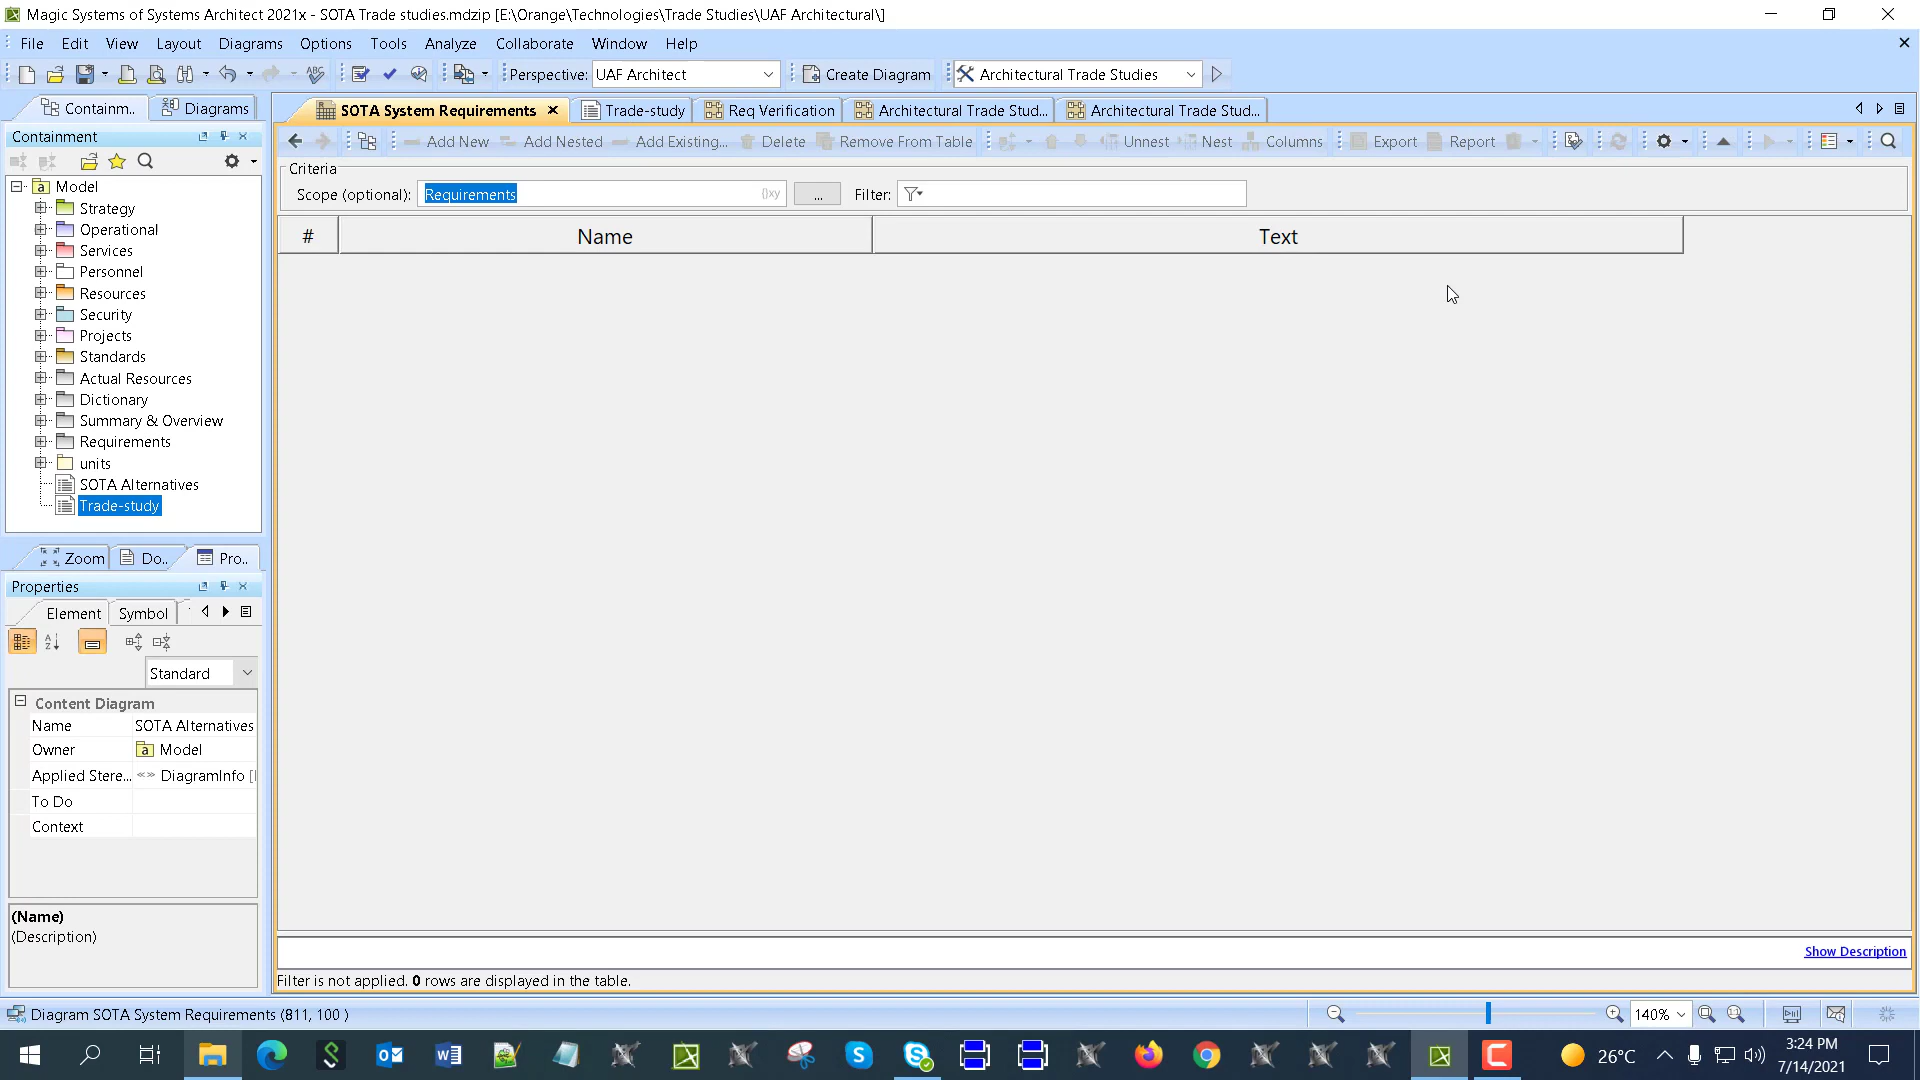 Magic Systems of Systems Architect 2021x - SOTA Trade studies.mdzip [E:\Orange\Technologies\Trade Studies\UAF Architectural\]
File Edit View Layout Diagrams Options Tools Analyze Collaborate Window Help
Perspective: UAF Architect Create Diagram Architectural Trade Studies
Containm.. Diagrams
SOTA System Requirements Trade-study Req Verification Architectural Trade Stud... Architectural Trade Stud...
Containment
Add New Add Nested Add Existing... Delete Remove From Table Unnest Nest Columns Export Report
Criteria
Scope (optional): Requirements ... Filter:
# Name Text
Model
Strategy
Operational
Services
Personnel
Resources
Security
Projects
Standards
Actual Resources
Dictionary
Summary & Overview
Requirements
units
SOTA Alternatives
Trade-study
Zoom Do.. Pro..
Properties
Element Symbol
Standard
Content Diagram
Name SOTA Alternatives
Owner Model
Applied Stere... DiagramInfo
To Do
Context
(Name)
(Description)
Show Description
Filter is not applied. 0 rows are displayed in the table.
Diagram SOTA System Requirements (811, 100 )
140%
26°C
3:24 PM
7/14/2021